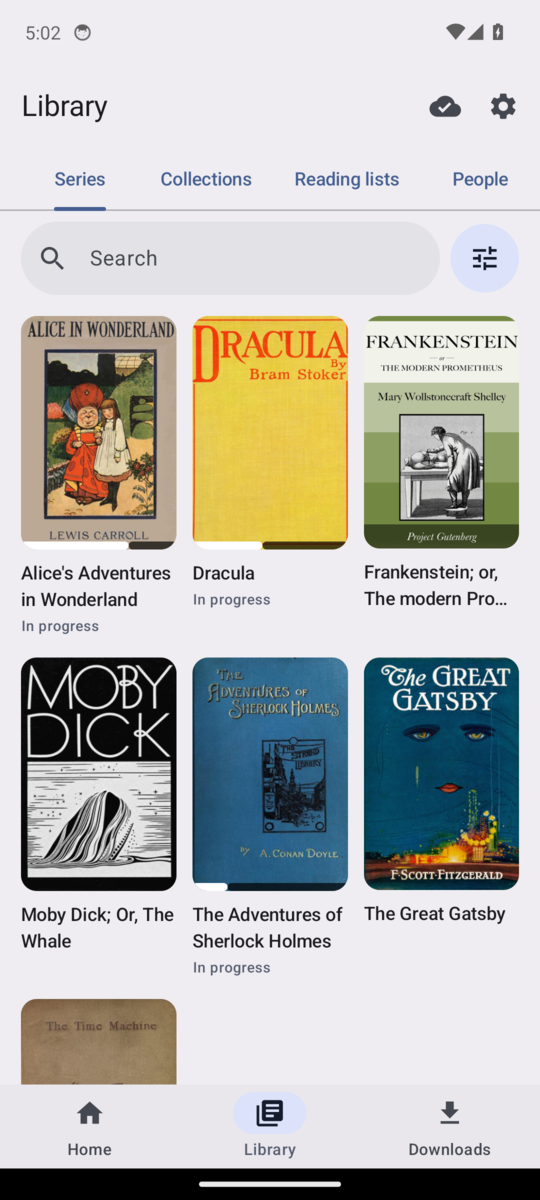 5:02
Library
Series
Collections
Reading lists
People
Search
ALICE IN WONDERLAND
LEWIS CARROLL
DRACULA
By
Bram Stoker
FRANKENSTEIN
or
THE MODERN PROMETHEUS
Mary Wollstonecraft Shelley
Project Gutenberg
Alice's Adventures
in Wonderland
In progress
Dracula
In progress
Frankenstein; or,
The modern Pro...
MOBY
DICK
THE
ADVENTURES OF
SHERLOCK HOLMES
THE STRAND
LIBRARY
BY A. CONAN DOYLE
The GREAT
GATSBY
F·SCOTT·FITZGERALD
Moby Dick; Or, The
Whale
The Adventures of
Sherlock Holmes
In progress
The Great Gatsby
The Time Machine
Home
Library
Downloads